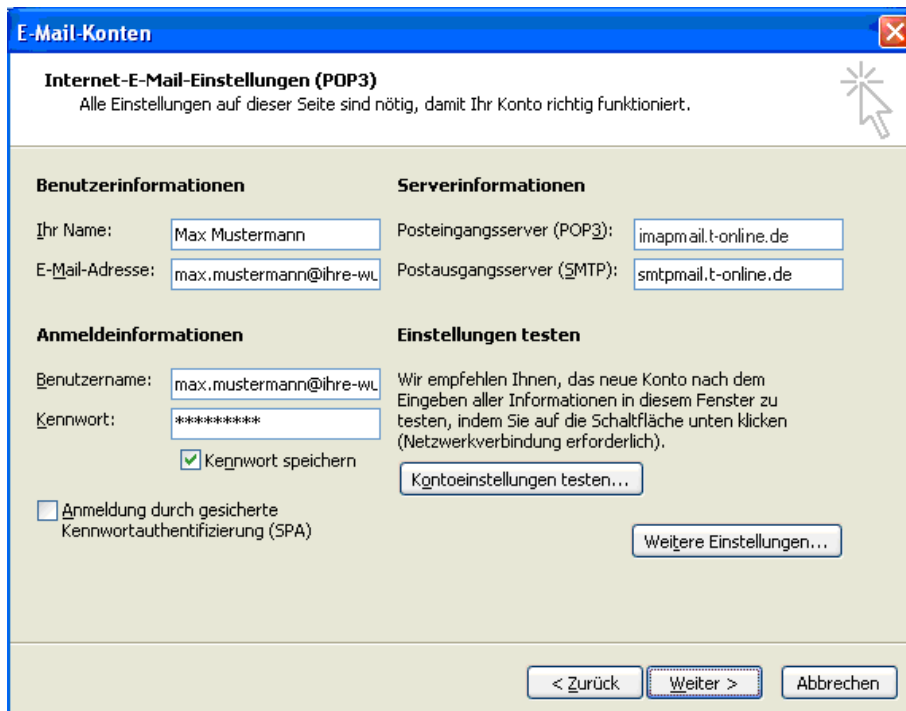 E-Mail-Konten
Internet-E-Mail-Einstellungen (POP3)
Alle Einstellungen auf dieser Seite sind nötig, damit Ihr Konto richtig funktioniert.
Benutzerinformationen
Ihr Name: Max Mustermann
E-Mail-Adresse: max.mustermann@ihre-wu
Serverinformationen
Posteingangsserver (POP3): imapmail.t-online.de
Postausgangsserver (SMTP): smtpmail.t-online.de
Anmeldeinformationen
Benutzername: max.mustermann@ihre-wu
Kennwort: *********
Kennwort speichern
Anmeldung durch gesicherte
Kennwortauthentifizierung (SPA)
Einstellungen testen
Wir empfehlen Ihnen, das neue Konto nach dem
Eingeben aller Informationen in diesem Fenster zu
testen, indem Sie auf die Schaltfläche unten klicken
(Netzwerkverbindung erforderlich).
Kontoeinstellungen testen...
Weitere Einstellungen...
< Zurück
Weiter >
Abbrechen